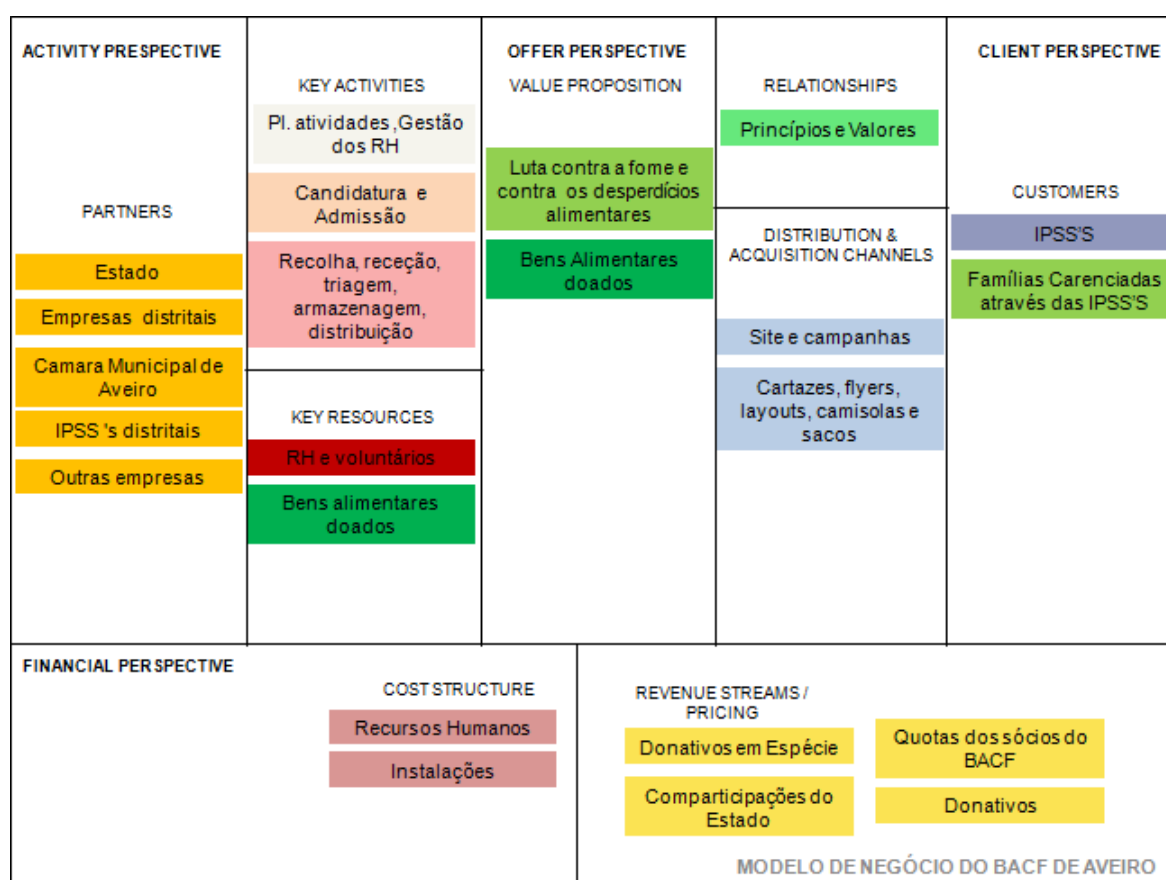 ACTIVITY PRESPECTIVE
PARTNERS
Estado
Empresas distritais
Camara Municipal de
Aveiro
IPSS 's distritais
Outras empresas
KEY ACTIVITIES
Pl. atividades ,Gestão
dos RH
Candidatura e
Admissão
Recolha, receção,
triagem,
armazenagem,
distribuição
KEY RESOURCES
RH e voluntários
Bens alimentares
doados
OFFER PERSPECTIVE
VALUE PROPOSITION
Luta contra a fome e
contra os desperdícios
alimentares
Bens Alimentares
doados
RELATIONSHIPS
Princípios e Valores
DISTRIBUTION &
ACQUISITION CHANNELS
Site e campanhas
Cartazes, flyers,
layouts, camisolas e
sacos
CLIENT PERSPECTIVE
CUSTOMERS
IPSS'S
Famílias Carenciadas
através das IPSS'S
FINANCIAL PERSPECTIVE
COST STRUCTURE
Recursos Humanos
Instalações
REVENUE STREAMS /
PRICING
Donativos em Espécie
Comparticipações do
Estado
Quotas dos sócios do
BACF
Donativos
MODELO DE NEGÓCIO DO BACF DE AVEIRO